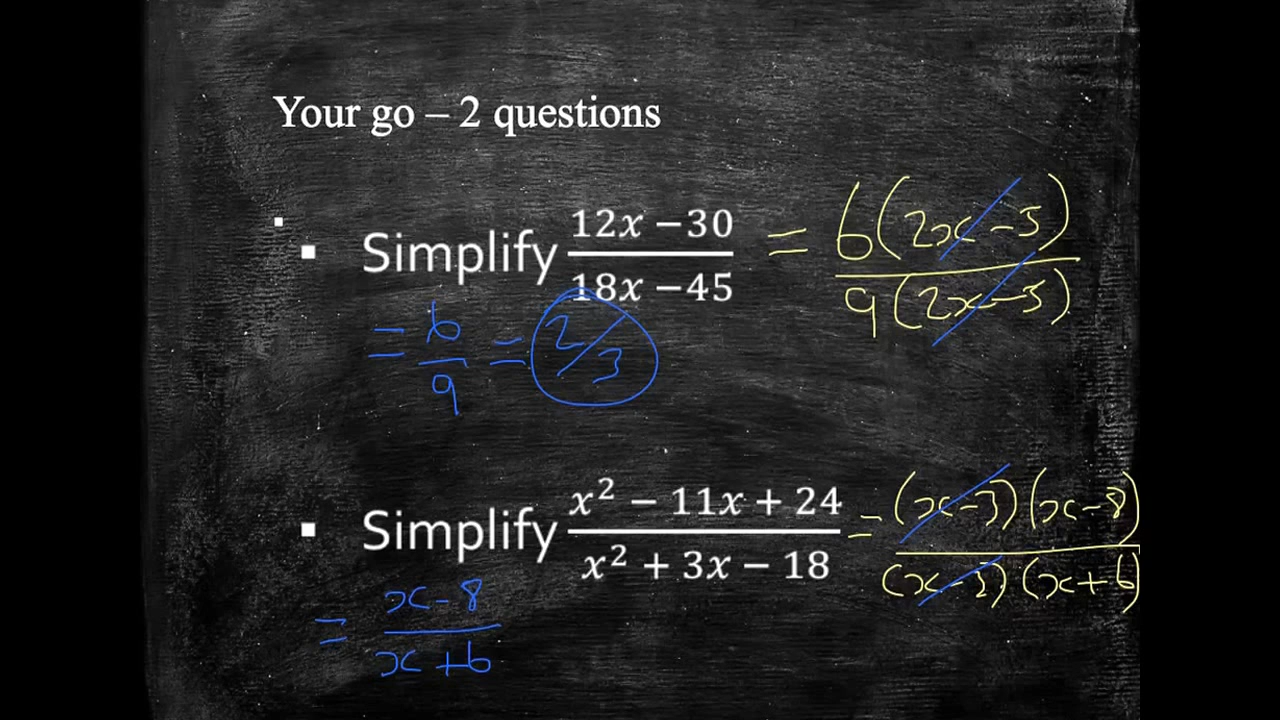 Your go – 2 questions
▪ Simplify (12x − 30)/(18x − 45) = 6(2x − 5)/9(2x − 5)
= 6/9 = 2/3
▪ Simplify (x² − 11x + 24)/(x² + 3x − 18) = (x − 3)(x − 8)/(x − 3)(x + 6)
= (x − 8)/(x + 6)